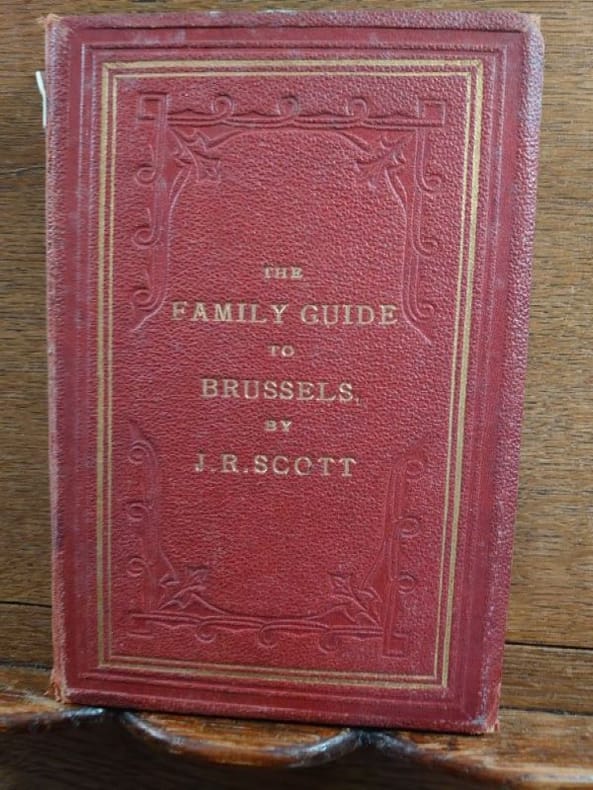 THE
FAMILY GUIDE
TO
BRUSSELS,
BY
J.R.SCOTT